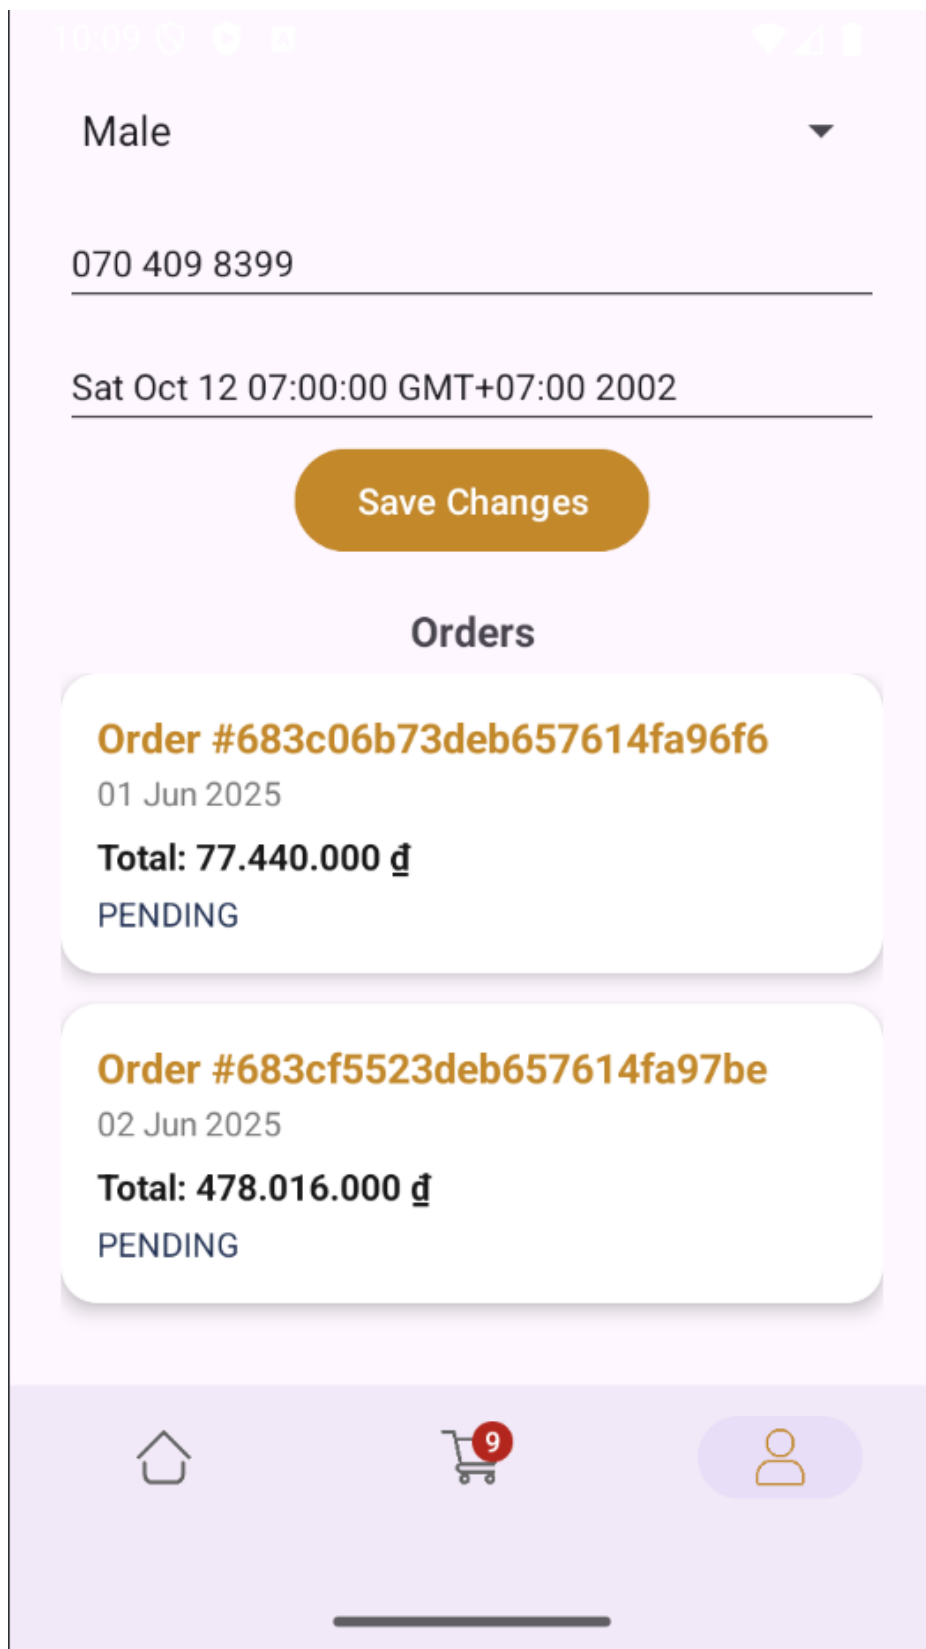 10:09
Male
070 409 8399
Sat Oct 12 07:00:00 GMT+07:00 2002
Save Changes
Orders
Order #683c06b73deb657614fa96f6
01 Jun 2025
Total: 77.440.000 ₫
PENDING
Order #683cf5523deb657614fa97be
02 Jun 2025
Total: 478.016.000 ₫
PENDING
9